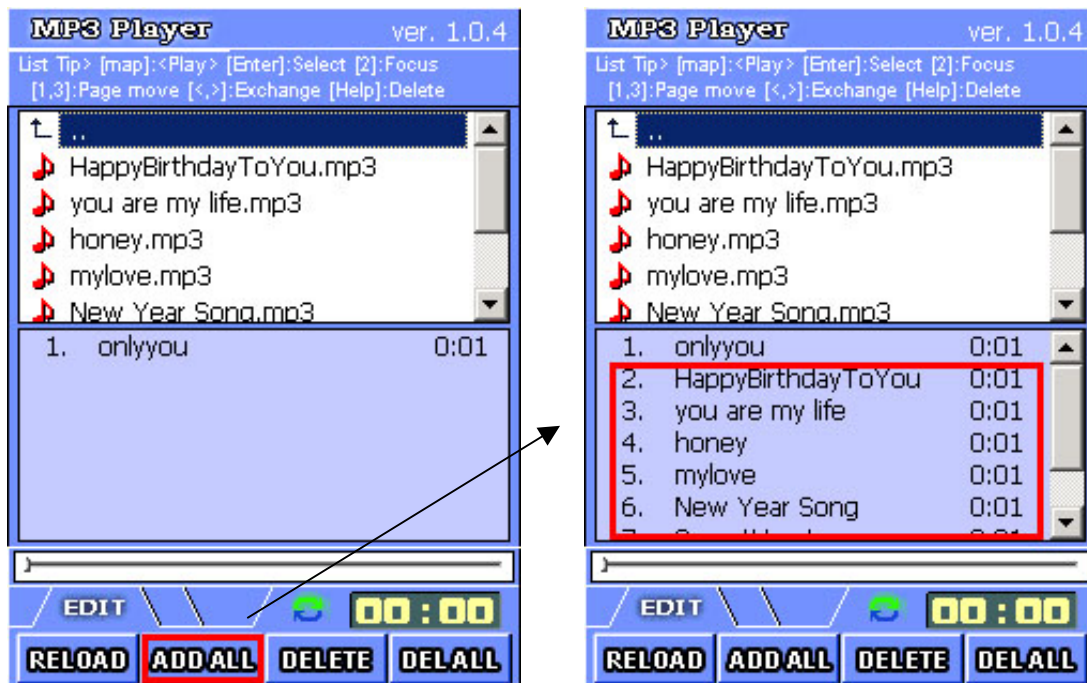 MP3 Player ver. 1.0.4
List Tip> [map]:<Play> [Enter]:Select [2]:Focus
[1,3]:Page move [<,>]:Exchange [Help]:Delete
..
HappyBirthdayToYou.mp3
you are my life.mp3
honey.mp3
mylove.mp3
New Year Song.mp3
1. onlyyou 0:01
EDIT 00:00
RELOAD ADD ALL DELETE DEL ALL
MP3 Player ver. 1.0.4
List Tip> [map]:<Play> [Enter]:Select [2]:Focus
[1,3]:Page move [<,>]:Exchange [Help]:Delete
..
HappyBirthdayToYou.mp3
you are my life.mp3
honey.mp3
mylove.mp3
New Year Song.mp3
1. onlyyou 0:01
2. HappyBirthdayToYou 0:01
3. you are my life 0:01
4. honey 0:01
5. mylove 0:01
6. New Year Song 0:01
EDIT 00:00
RELOAD ADD ALL DELETE DEL ALL